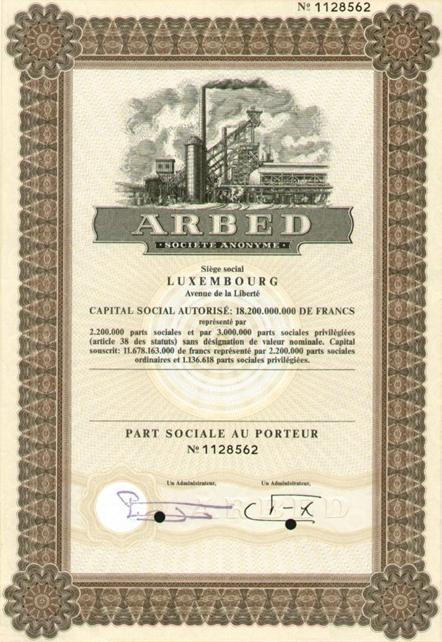 Nº 1128562
ARBED
· SOCIÉTÉ ANONYME ·
Siège social
LUXEMBOURG
Avenue de la Liberté
CAPITAL SOCIAL AUTORISÉ: 18.200.000.000 DE FRANCS
représenté par
2.200.000 parts sociales et par 3.000.000 parts sociales privilégiées
(article 38 des statuts) sans désignation de valeur nominale. Capital
souscrit: 11.678.163.000 de francs représenté par 2.200.000 parts sociales
ordinaires et 1.136.618 parts sociales privilégiées.
PART SOCIALE AU PORTEUR
Nº 1128562
Un Administrateur, Un Administrateur,
ARBED